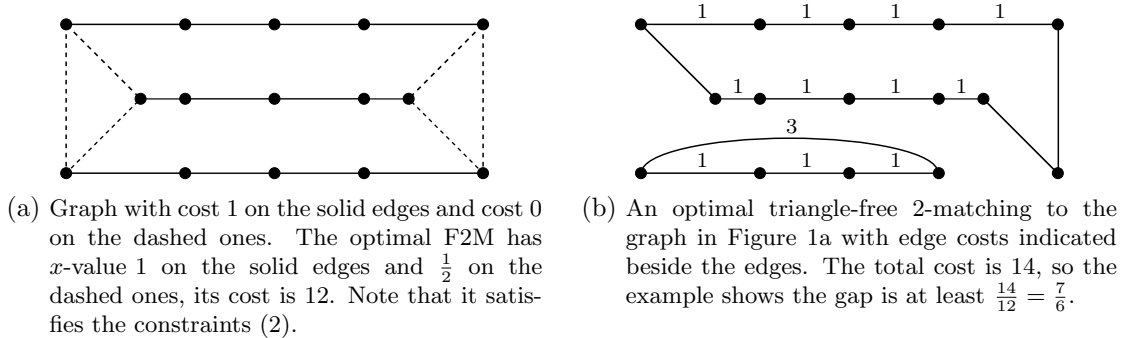 1 1 1 1
1 1 1 1
3
1 1 1
(a) Graph with cost 1 on the solid edges and cost 0
on the dashed ones. The optimal F2M has
x-value 1 on the solid edges and 1/2 on the
dashed ones, its cost is 12. Note that it satis-
fies the constraints (2).
(b) An optimal triangle-free 2-matching to the
graph in Figure 1a with edge costs indicated
beside the edges. The total cost is 14, so the
example shows the gap is at least 14/12 = 7/6.